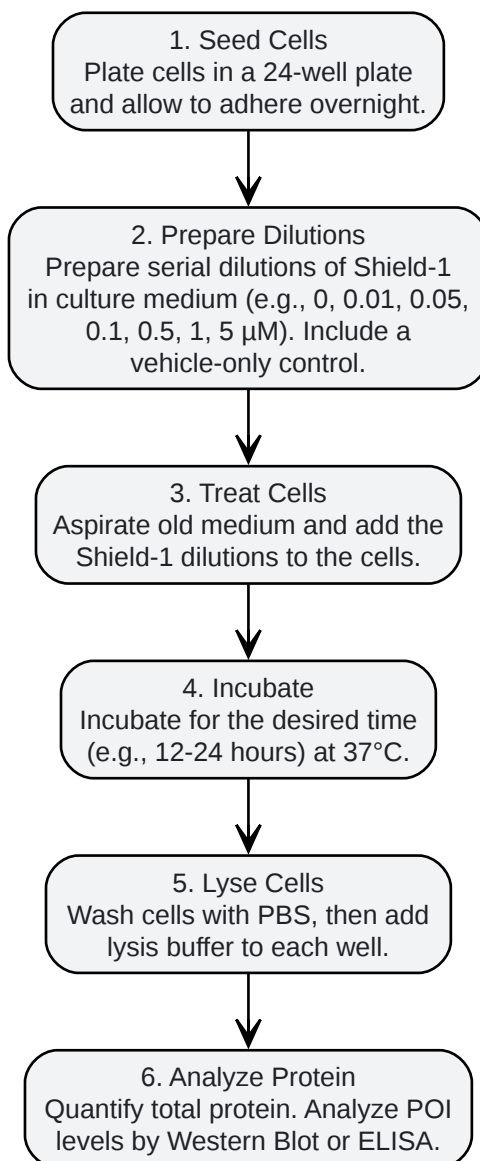 1. Seed Cells
Plate cells in a 24-well plate
and allow to adhere overnight.
2. Prepare Dilutions
Prepare serial dilutions of Shield-1
in culture medium (e.g., 0, 0.01, 0.05,
0.1, 0.5, 1, 5 µM). Include a
vehicle-only control.
3. Treat Cells
Aspirate old medium and add the
Shield-1 dilutions to the cells.
4. Incubate
Incubate for the desired time
(e.g., 12-24 hours) at 37°C.
5. Lyse Cells
Wash cells with PBS, then add
lysis buffer to each well.
6. Analyze Protein
Quantify total protein. Analyze POI
levels by Western Blot or ELISA.